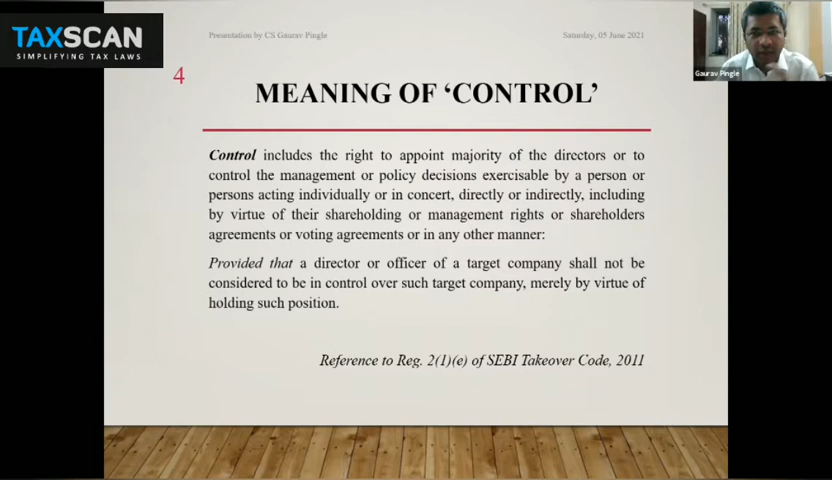 TAXSCAN
SIMPLIFYING TAX LAWS
Presentation by CS Gaurav Pingle
Saturday, 05 June 2021
Gaurav Pingle
4
MEANING OF ‘CONTROL’
Control includes the right to appoint majority of the directors or to
control the management or policy decisions exercisable by a person or
persons acting individually or in concert, directly or indirectly, including
by virtue of their shareholding or management rights or shareholders
agreements or voting agreements or in any other manner:
Provided that a director or officer of a target company shall not be
considered to be in control over such target company, merely by virtue of
holding such position.
Reference to Reg. 2(1)(e) of SEBI Takeover Code, 2011